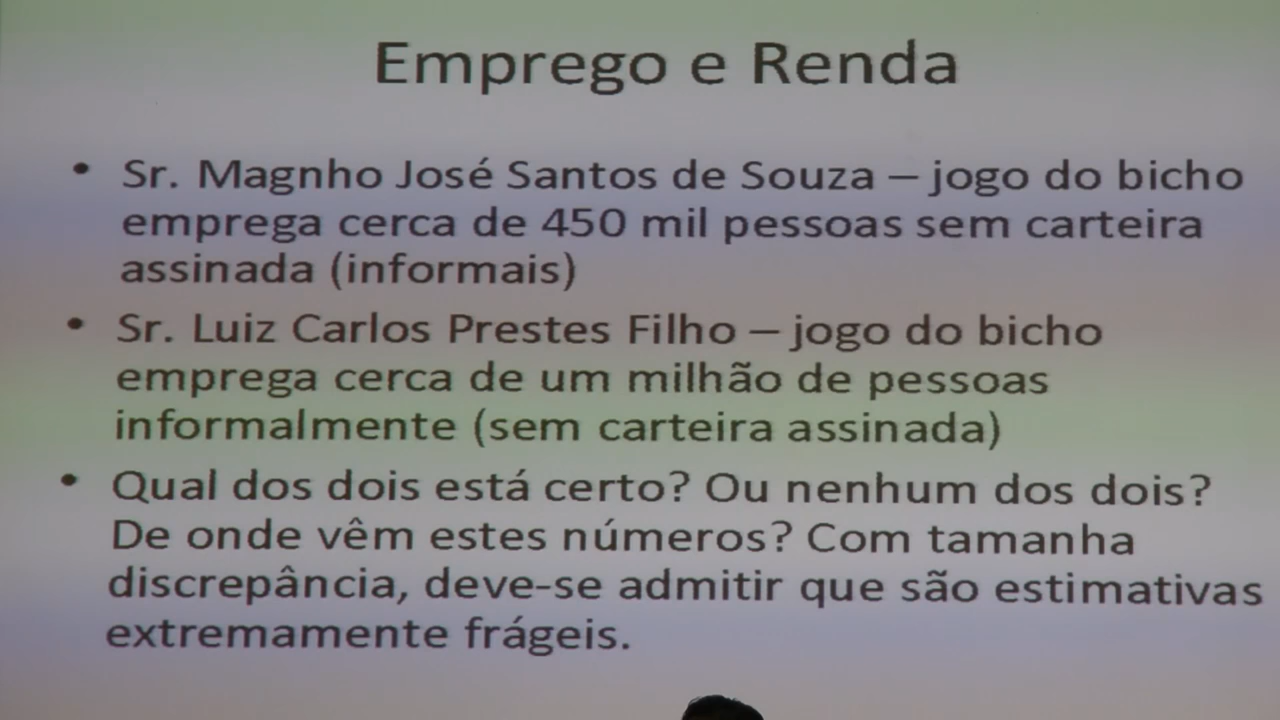 Emprego e Renda
• Sr. Magnho José Santos de Souza – jogo do bicho
emprega cerca de 450 mil pessoas sem carteira
assinada (informais)
• Sr. Luiz Carlos Prestes Filho – jogo do bicho
emprega cerca de um milhão de pessoas
informalmente (sem carteira assinada)
• Qual dos dois está certo? Ou nenhum dos dois?
De onde vêm estes números? Com tamanha
discrepância, deve-se admitir que são estimativas
extremamente frágeis.